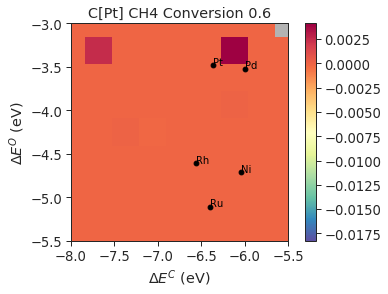 C[Pt] CH4 Conversion 0.6
−3.0
−3.5
−4.0
−4.5
−5.0
−5.5
ΔE^O (eV)
Pt
Pd
Rh
Ni
Ru
−8.0 −7.5 −7.0 −6.5 −6.0 −5.5
ΔE^C (eV)
0.0025
0.0000
−0.0025
−0.0050
−0.0075
−0.0100
−0.0125
−0.0150
−0.0175